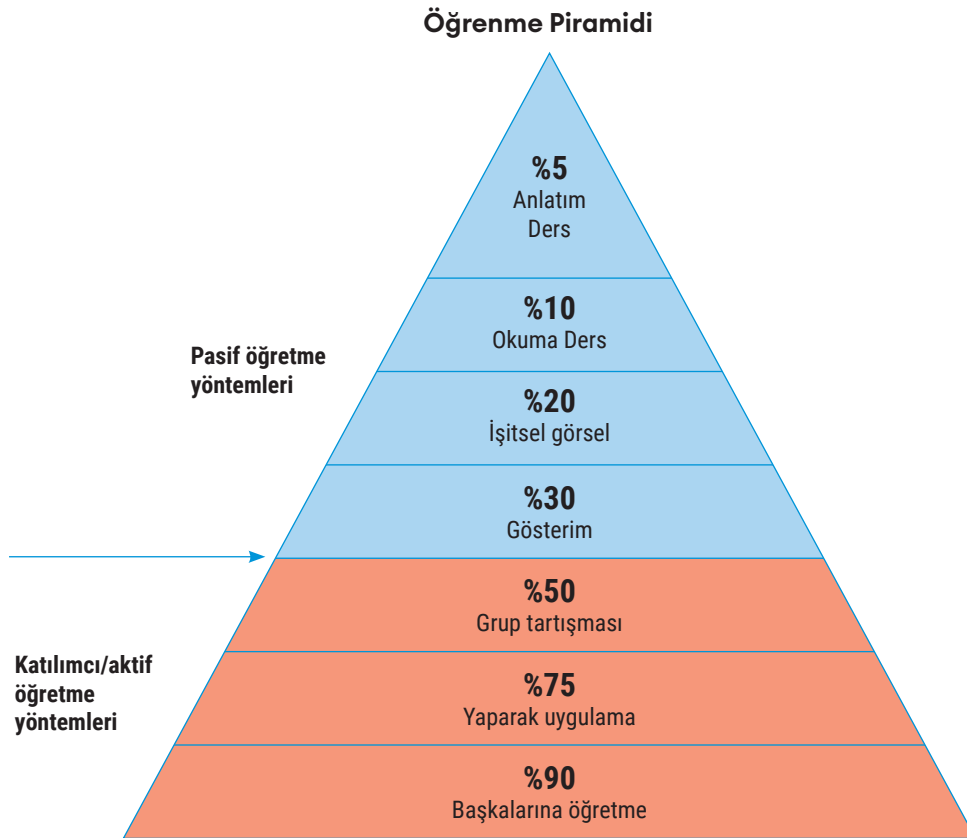 Öğrenme Piramidi
%5
Anlatım
Ders
%10
Okuma Ders
Pasif öğretme
yöntemleri
%20
İşitsel görsel
%30
Gösterim
%50
Grup tartışması
Katılımcı/aktif
öğretme
yöntemleri
%75
Yaparak uygulama
%90
Başkalarına öğretme